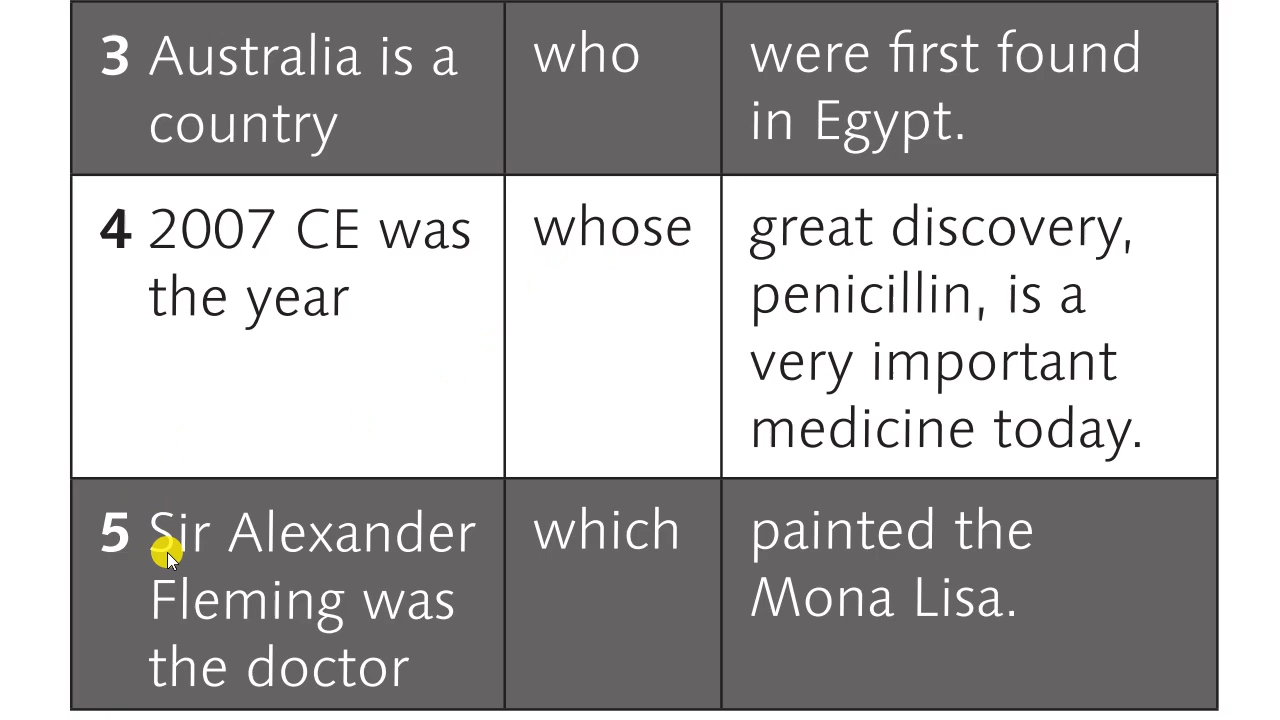 3 Australia is a
country
who
were first found
in Egypt.
4 2007 CE was
the year
whose
great discovery,
penicillin, is a
very important
medicine today.
5 Sir Alexander
Fleming was
the doctor
which
painted the
Mona Lisa.